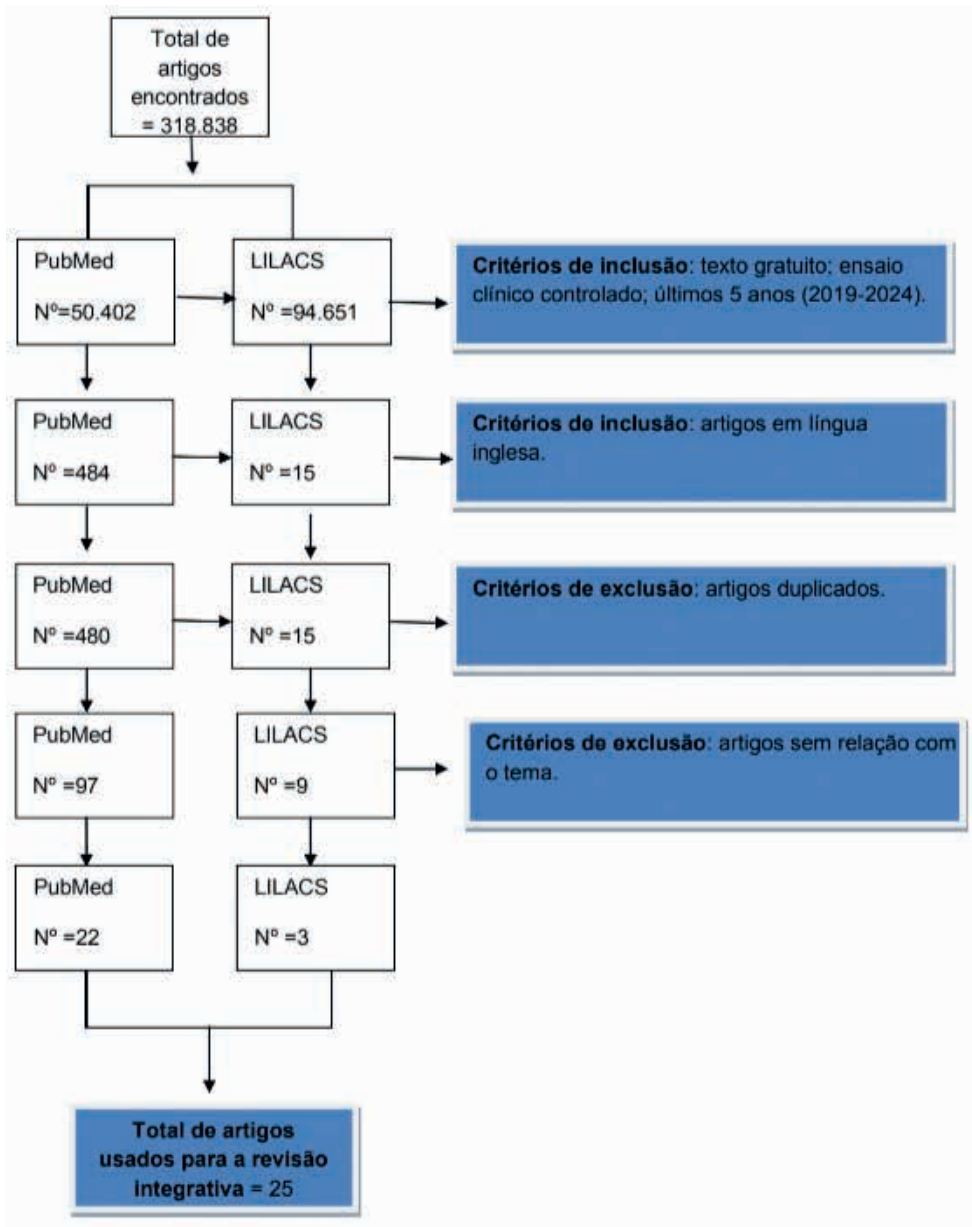 Total de
artigos
encontrados
= 318.838
PubMed
Nº=50.402
LILACS
Nº =94.651
Critérios de inclusão: texto gratuito; ensaio
clínico controlado; últimos 5 anos (2019-2024).
PubMed
Nº =484
LILACS
Nº =15
Critérios de inclusão: artigos em língua
inglesa.
PubMed
Nº =480
LILACS
Nº =15
Critérios de exclusão: artigos duplicados.
PubMed
Nº =97
LILACS
Nº =9
Critérios de exclusão: artigos sem relação com
o tema.
PubMed
Nº =22
LILACS
Nº =3
Total de artigos
usados para a revisão
integrativa = 25